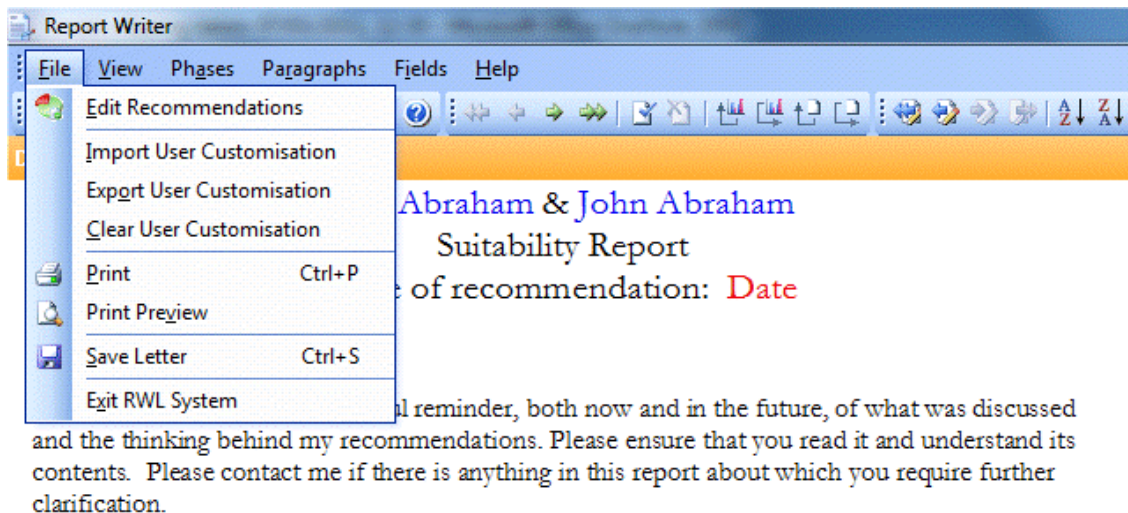 Report Writer
File View Phases Paragraphs Fields Help
Edit Recommendations
Import User Customisation
Export User Customisation
Clear User Customisation
Print Ctrl+P
Print Preview
Save Letter Ctrl+S
Exit RWL System
Abraham & John Abraham
Suitability Report
of recommendation: Date
reminder, both now and in the future, of what was discussed
and the thinking behind my recommendations. Please ensure that you read it and understand its
contents. Please contact me if there is anything in this report about which you require further
clarification.